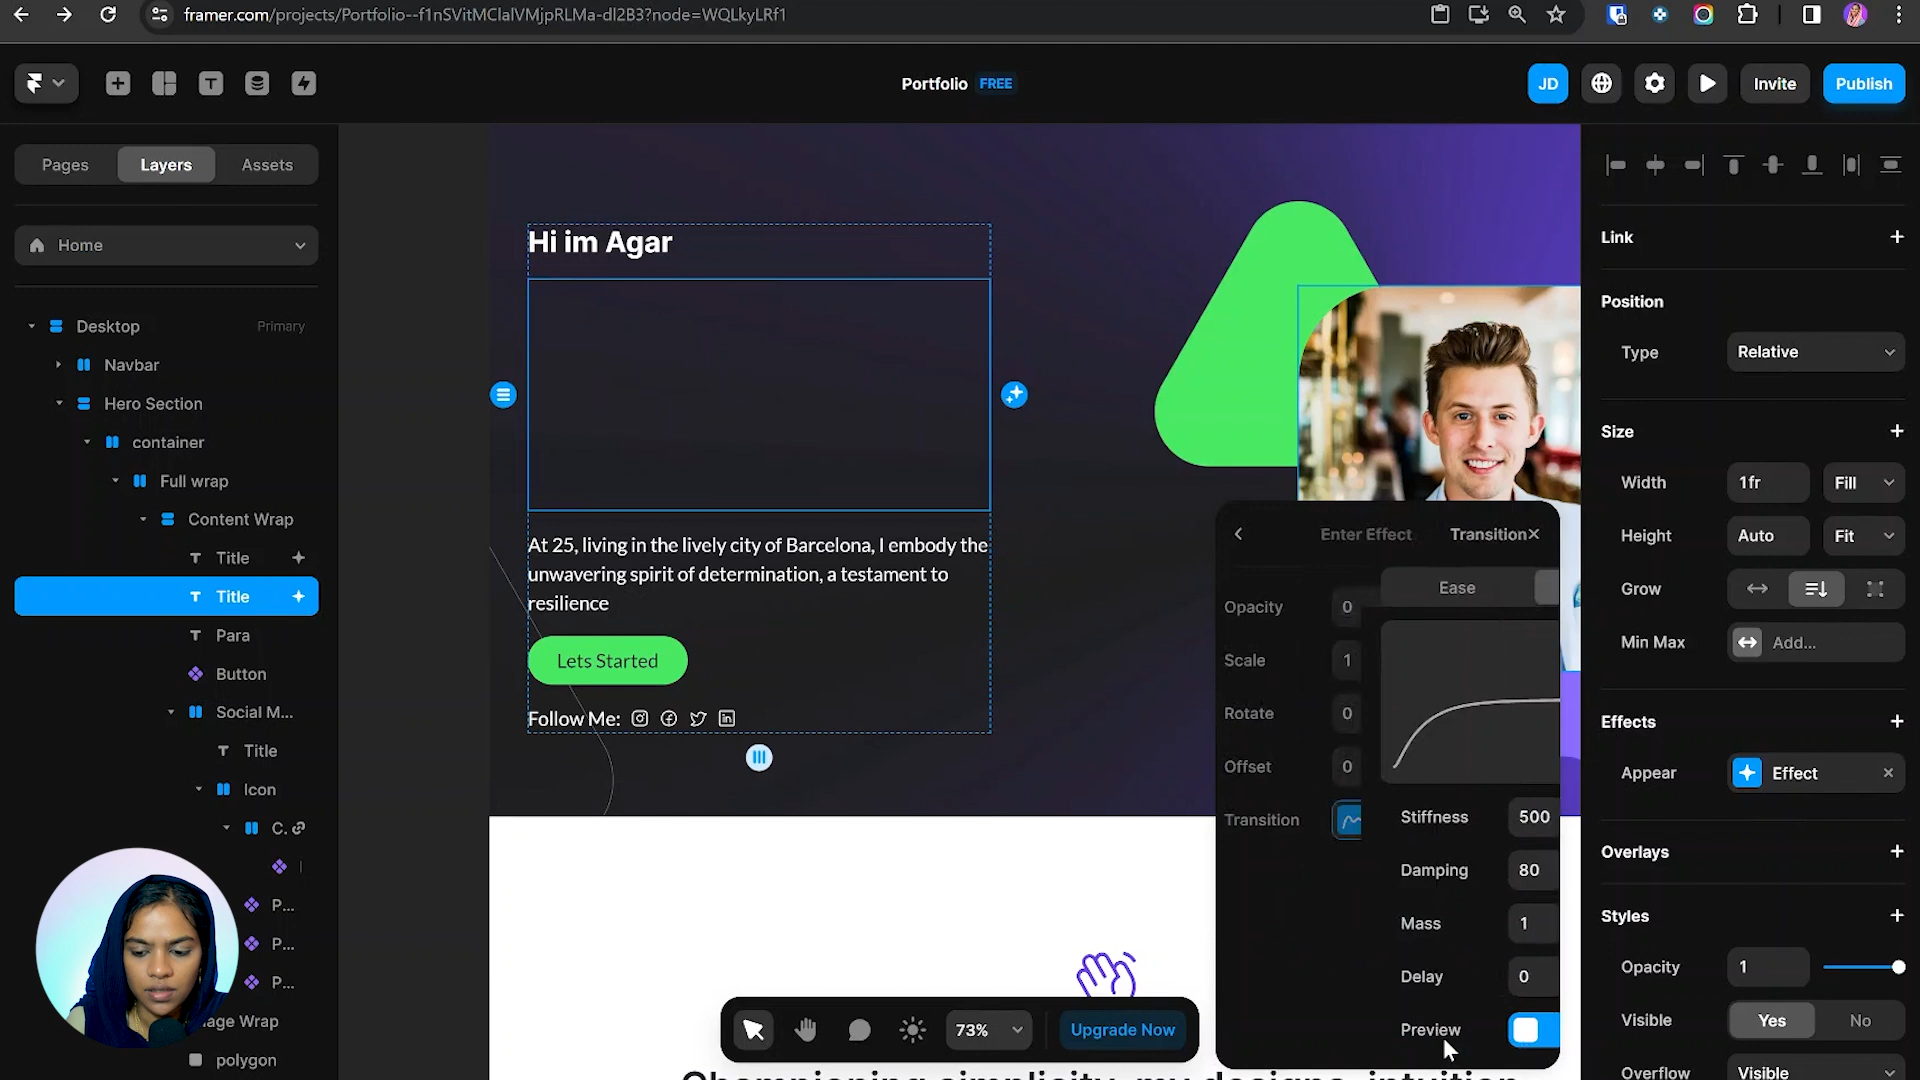 framer.com/projects/Portfolio--f1nSVitMClalVMjpRLMa-dl2B3?node=WQLkyLRf1
Portfolio FREE
JD
Invite
Publish
Pages
Layers
Assets
Home
Desktop
Primary
Navbar
Hero Section
container
Full wrap
Content Wrap
Title
Title
Para
Button
Social M...
Title
Icon
C.
P...
P...
P...
age Wrap
polygon
Hi im Agar
At 25, living in the lively city of Barcelona, I embody the
unwavering spirit of determination, a testament to
resilience
Lets Started
Follow Me:
73%
Upgrade Now
Championing simplicity, my designs, intuition
Enter Effect
Transition
Opacity 0
Scale 1
Rotate 0
Offset 0
Transition
Ease
Stiffness 500
Damping 80
Mass 1
Delay 0
Preview
Link
Position
Type Relative
Size
Width 1fr Fill
Height Auto Fit
Grow
Min Max Add...
Effects
Appear Effect
Overlays
Styles
Opacity 1
Visible Yes No
Overflow Visible